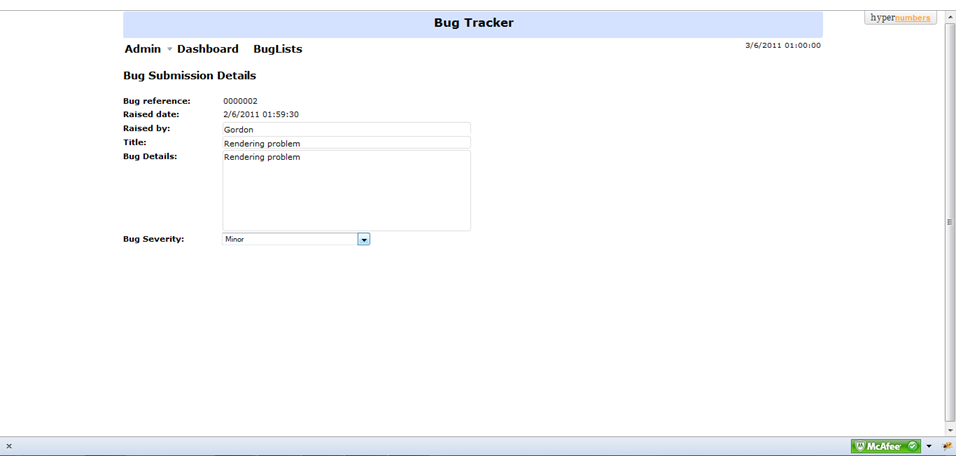 Bug Tracker
hypernumbers
Admin Dashboard BugLists
3/6/2011 01:00:00
Bug Submission Details
Bug reference: 0000002
Raised date: 2/6/2011 01:59:30
Raised by: Gordon
Title: Rendering problem
Bug Details: Rendering problem
Bug Severity: Minor
McAfee